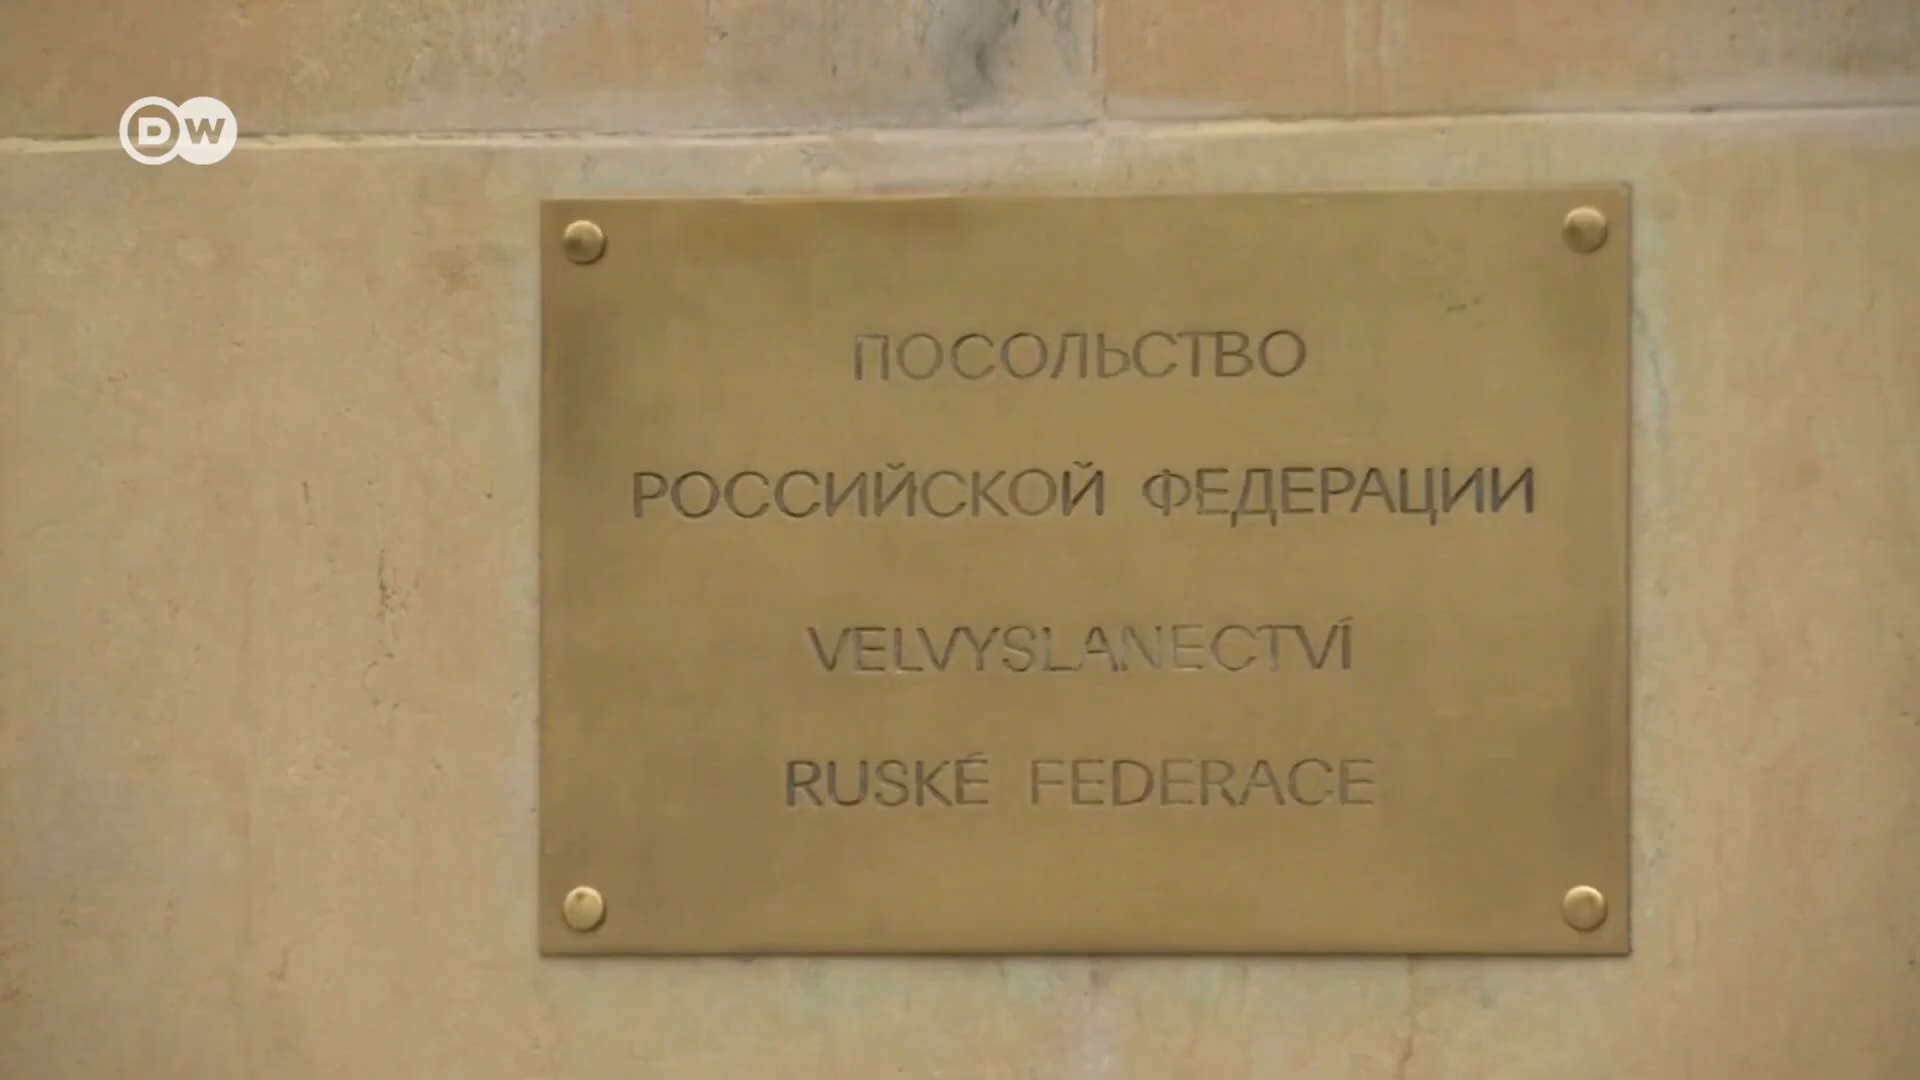 DW
ПОСОЛЬСТВО
РОССИЙСКОЙ ФЕДЕРАЦИИ
VELVYSLANECTVÍ
RUSKÉ FEDERACE